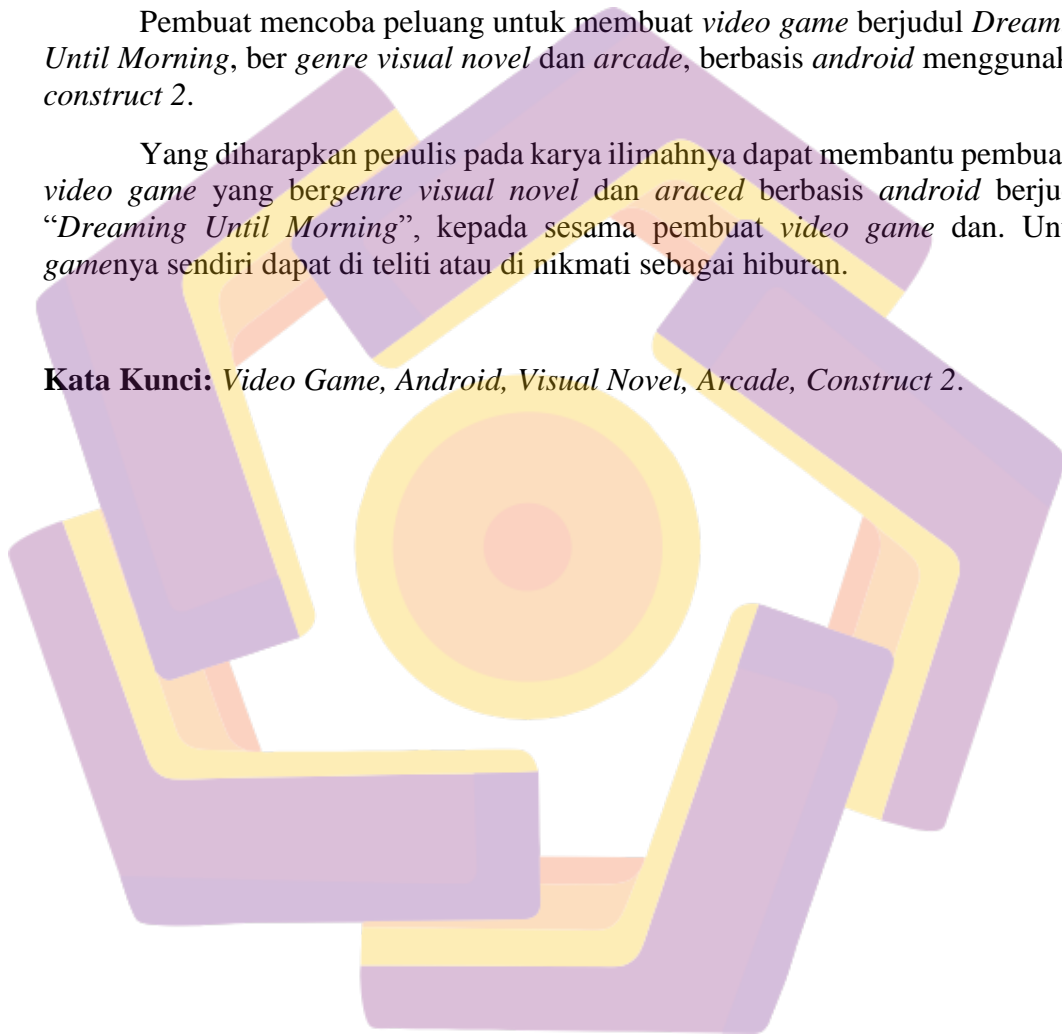 Pembuat mencoba peluang untuk membuat video game berjudul Dream
Until Morning, ber genre visual novel dan arcade, berbasis android menggunak
construct 2.
Yang diharapkan penulis pada karya ilimahnya dapat membantu pembua
video game yang bergenre visual novel dan araced berbasis android berju
“Dreaming Until Morning”, kepada sesama pembuat video game dan. Un
gamenya sendiri dapat di teliti atau di nikmati sebagai hiburan.
Kata Kunci: Video Game, Android, Visual Novel, Arcade, Construct 2.